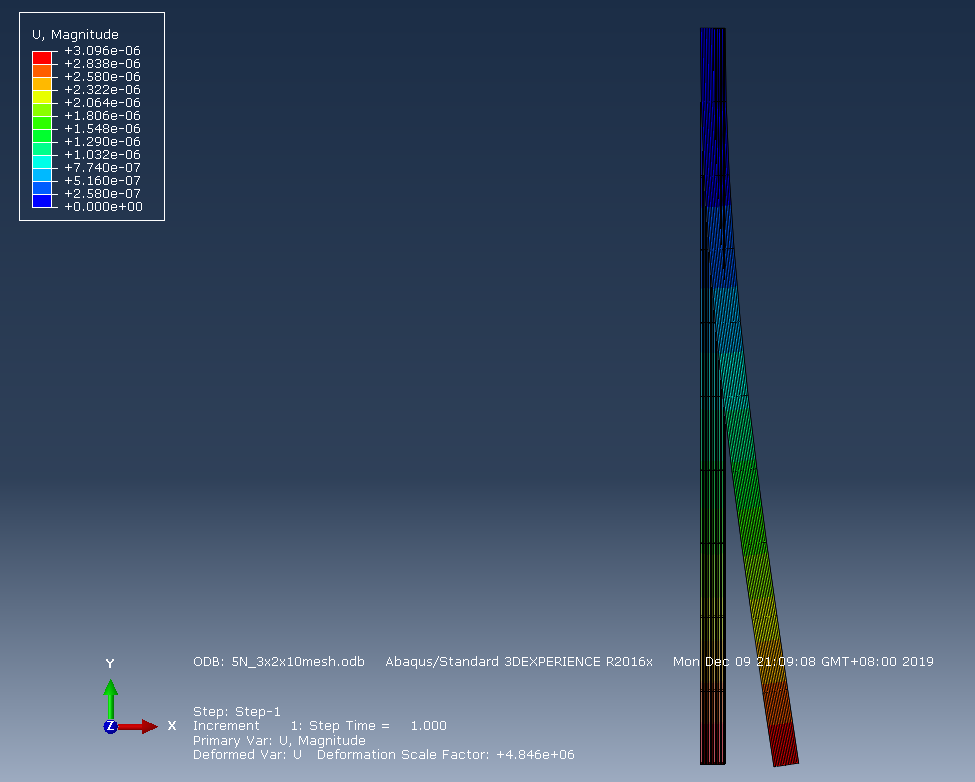 U, Magnitude
+3.096e-06
+2.838e-06
+2.580e-06
+2.322e-06
+2.064e-06
+1.806e-06
+1.548e-06
+1.290e-06
+1.032e-06
+7.740e-07
+5.160e-07
+2.580e-07
+0.000e+00
ODB: 5N_3x2x10mesh.odb Abaqus/Standard 3DEXPERIENCE R2016x Mon Dec 09 21:09:08 GMT+08:00 2019
Y
Z
X
Step: Step-1
Increment 1: Step Time = 1.000
Primary Var: U, Magnitude
Deformed Var: U Deformation Scale Factor: +4.846e+06